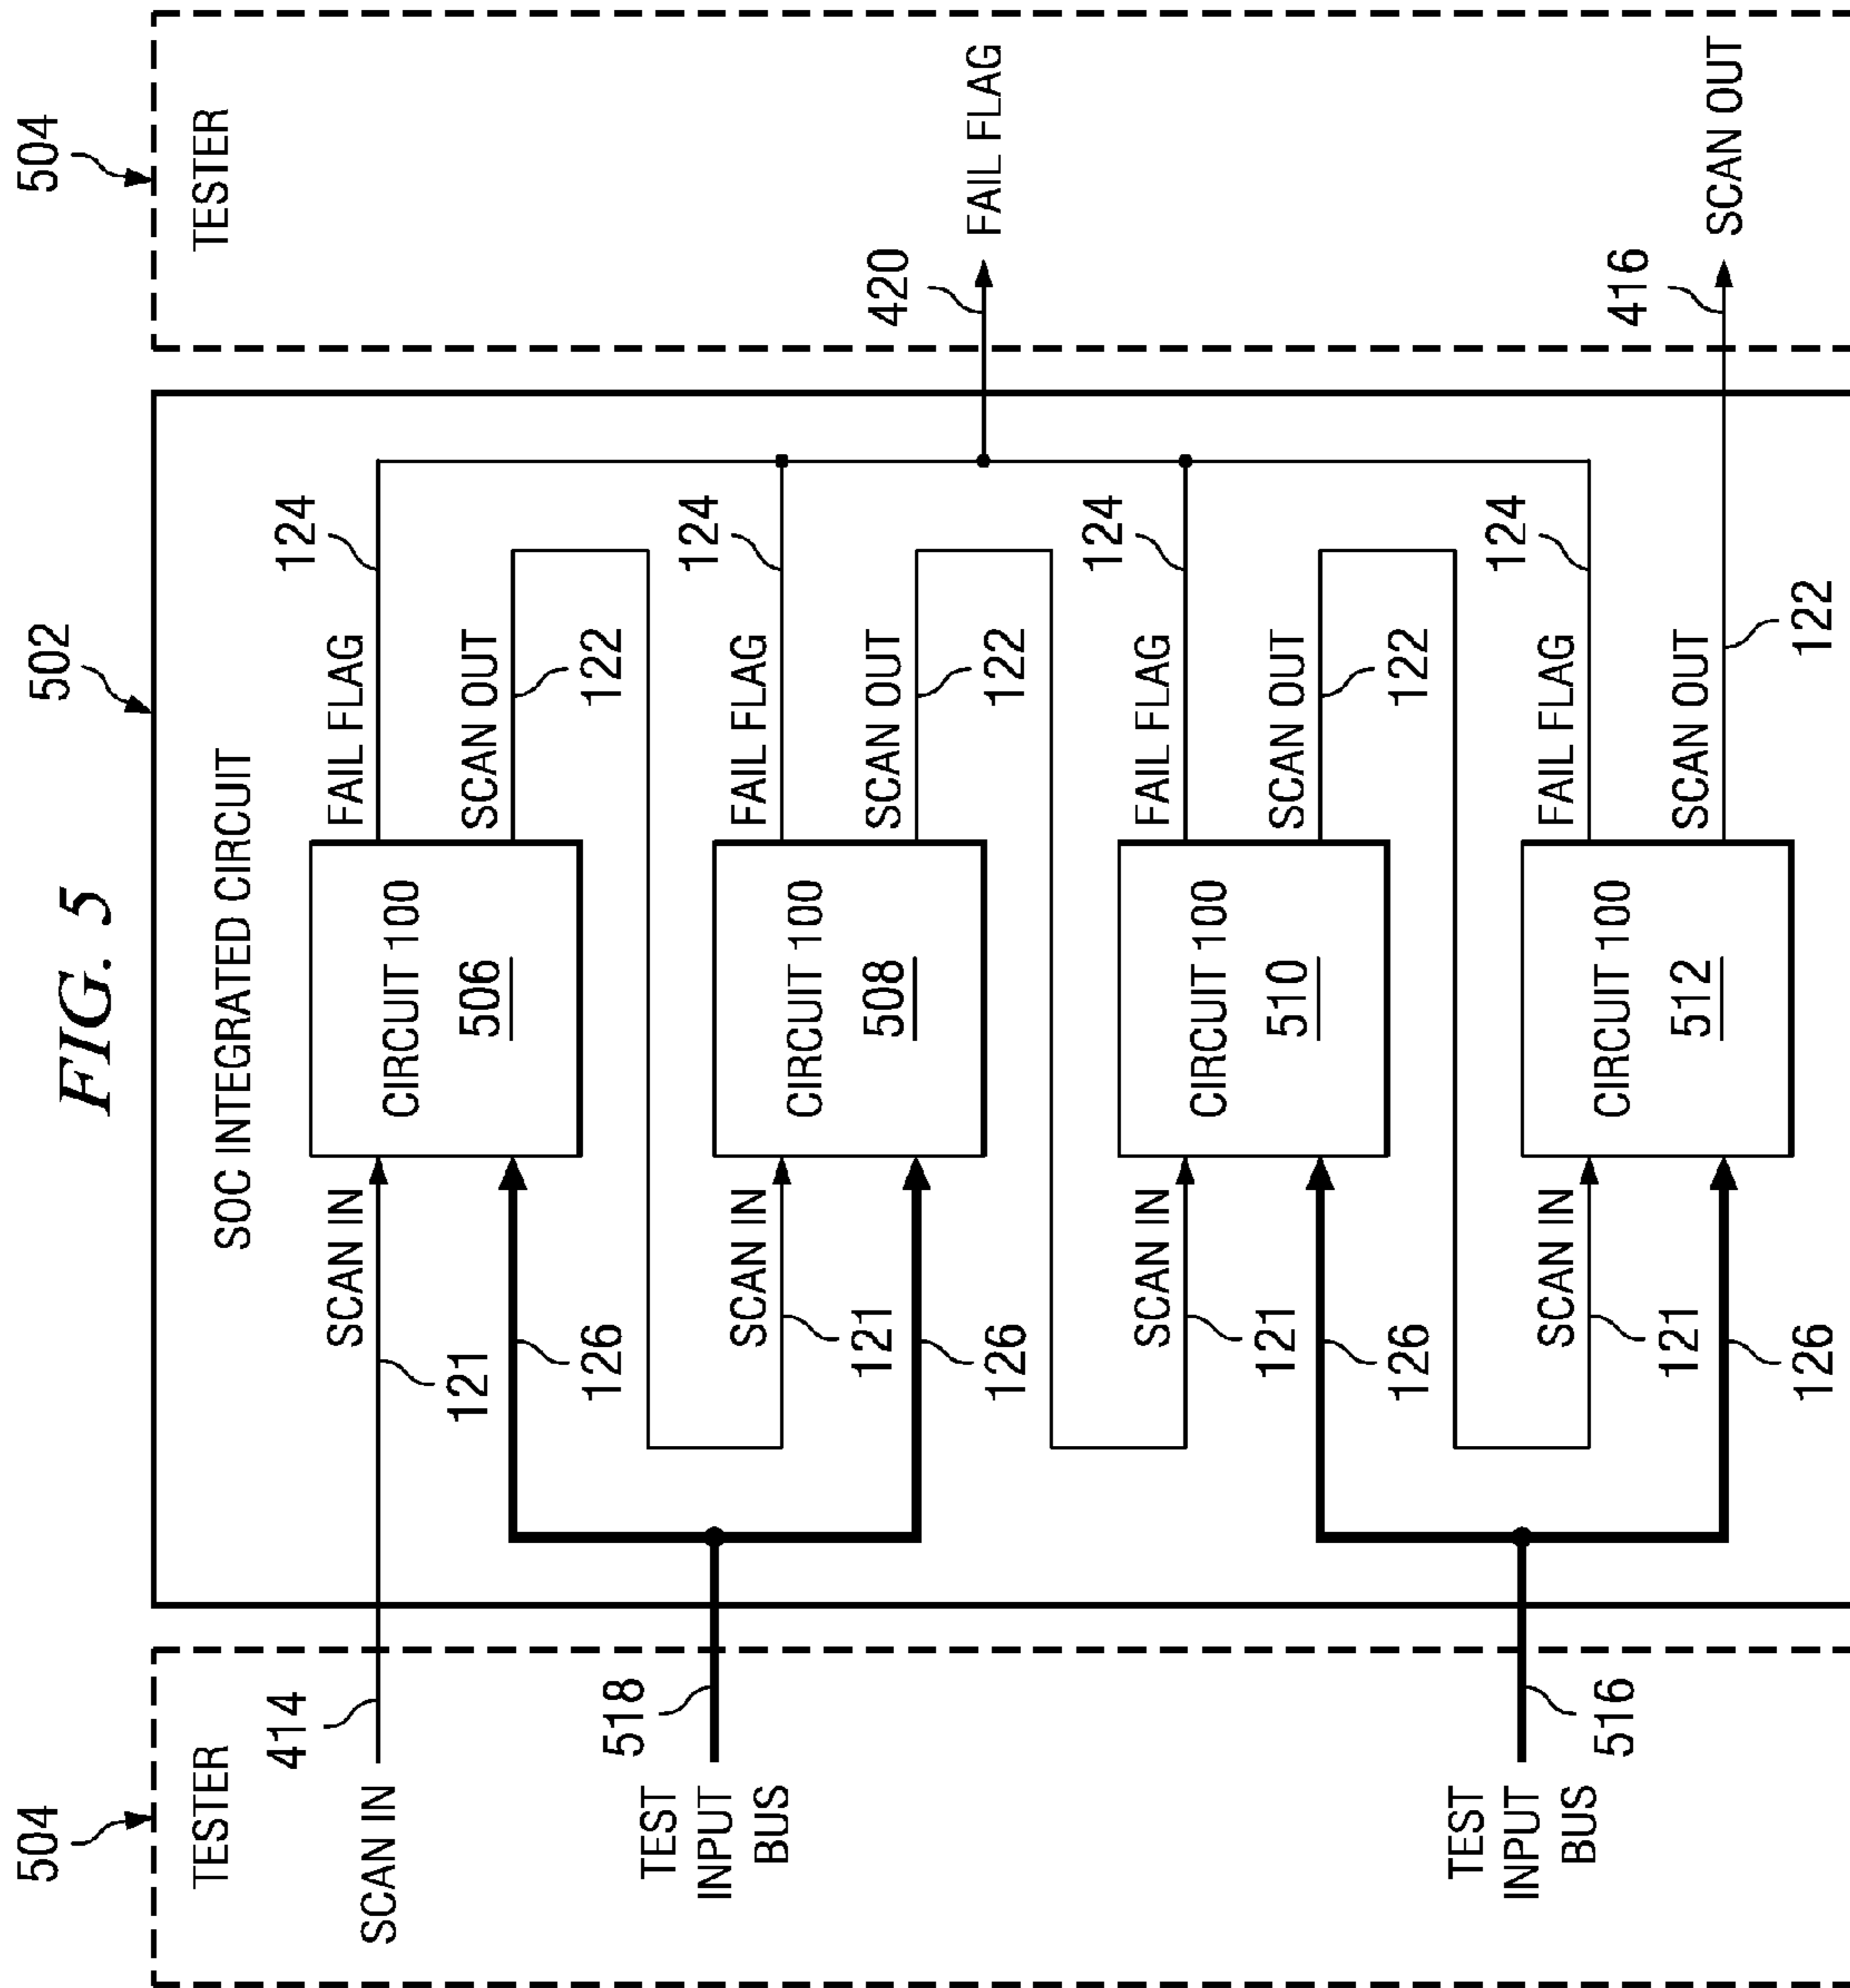 FIG. 5
504
502
504
TESTER
SOC INTEGRATED CIRCUIT
TESTER
414
SCAN IN
SCAN IN
121
CIRCUIT 100
506
FAIL FLAG
124
SCAN OUT
122
126
518
TEST
INPUT
BUS
SCAN IN
121
CIRCUIT 100
508
FAIL FLAG
124
SCAN OUT
122
126
420
FAIL FLAG
SCAN IN
121
CIRCUIT 100
510
FAIL FLAG
124
SCAN OUT
122
126
TEST
INPUT
BUS
516
SCAN IN
121
CIRCUIT 100
512
FAIL FLAG
124
SCAN OUT
122
126
416
SCAN OUT